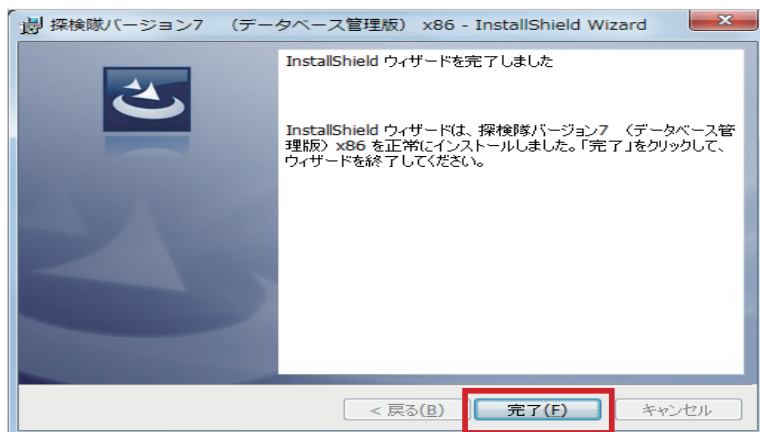 探検隊バージョン7 （データベース管理版） x86 - InstallShield Wizard
InstallShield ウィザードを完了しました
InstallShield ウィザードは、探検隊バージョン7 （データベース管
理版） x86 を正常にインストールしました。「完了」をクリックして、
ウィザードを終了してください。
< 戻る(B)
完了(F)
キャンセル